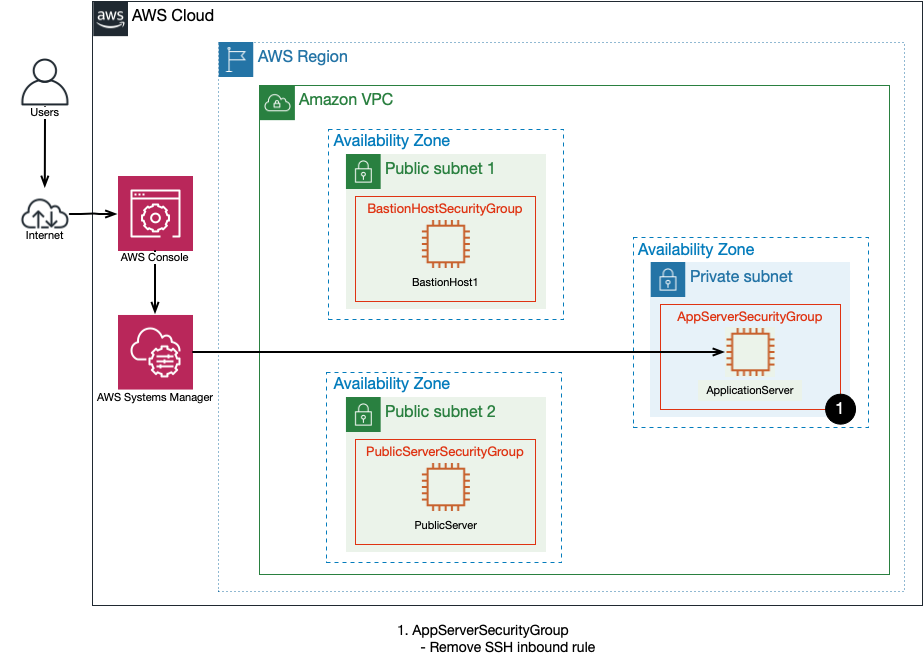 aws
AWS Cloud
AWS Region
Amazon VPC
Users
Internet
AWS Console
AWS Systems Manager
Availability Zone
Public subnet 1
BastionHostSecurityGroup
BastionHost1
Availability Zone
Private subnet
AppServerSecurityGroup
ApplicationServer
1
Availability Zone
Public subnet 2
PublicServerSecurityGroup
PublicServer
1. AppServerSecurityGroup
- Remove SSH inbound rule